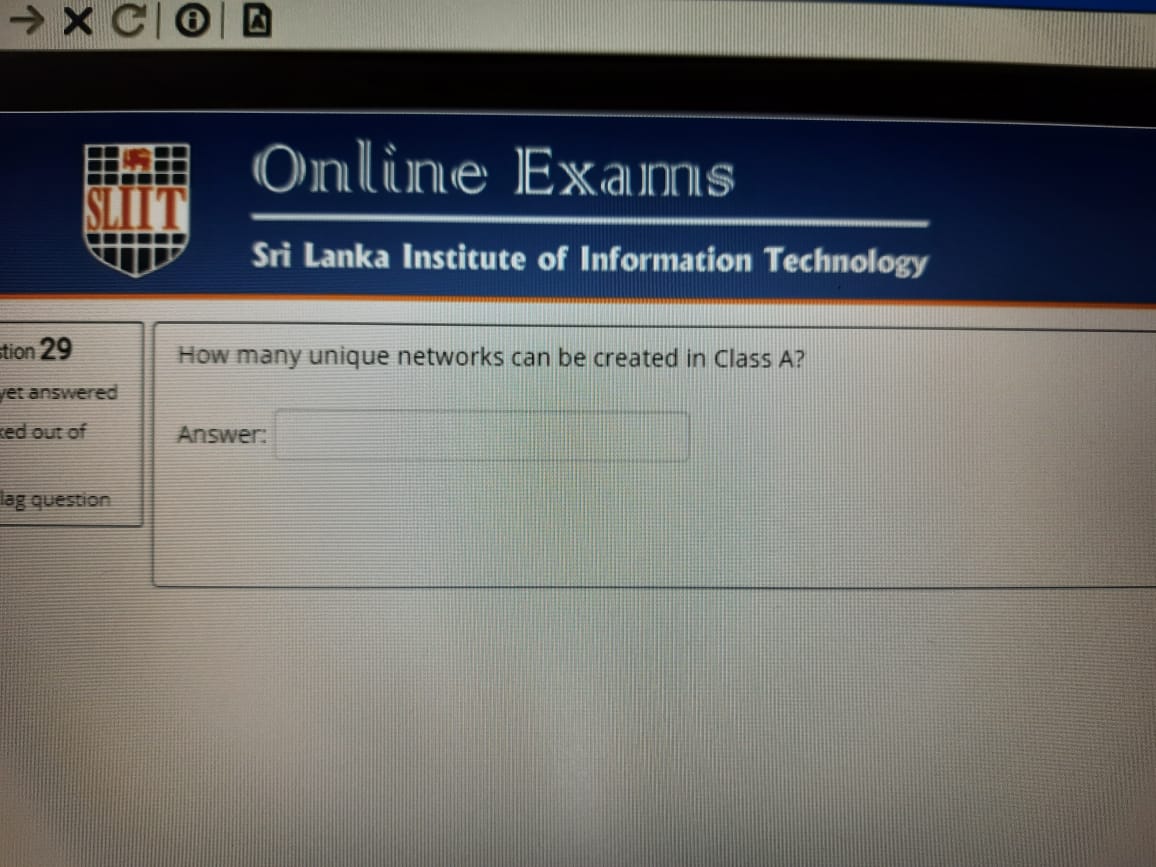 SLIIT
Online Exams
Sri Lanka Institute of Information Technology
stion 29
yet answered
ked out of
lag question
How many unique networks can be created in Class A?
Answer: